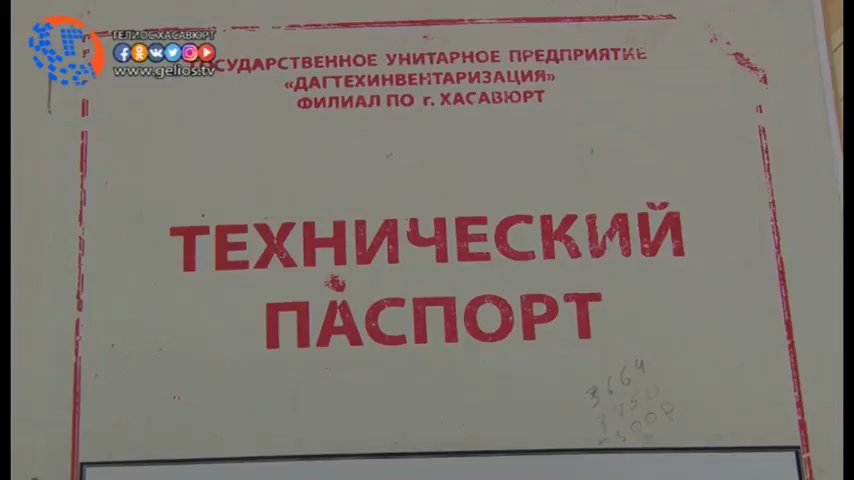 ГЕЛИОС ХАСАВЮРТ
www.gelios.tv
ГОСУДАРСТВЕННОЕ УНИТАРНОЕ ПРЕДПРИЯТИЕ
«ДАГТЕХИНВЕНТАРИЗАЦИЯ»
ФИЛИАЛ ПО г. ХАСАВЮРТ
ТЕХНИЧЕСКИЙ
ПАСПОРТ
3664